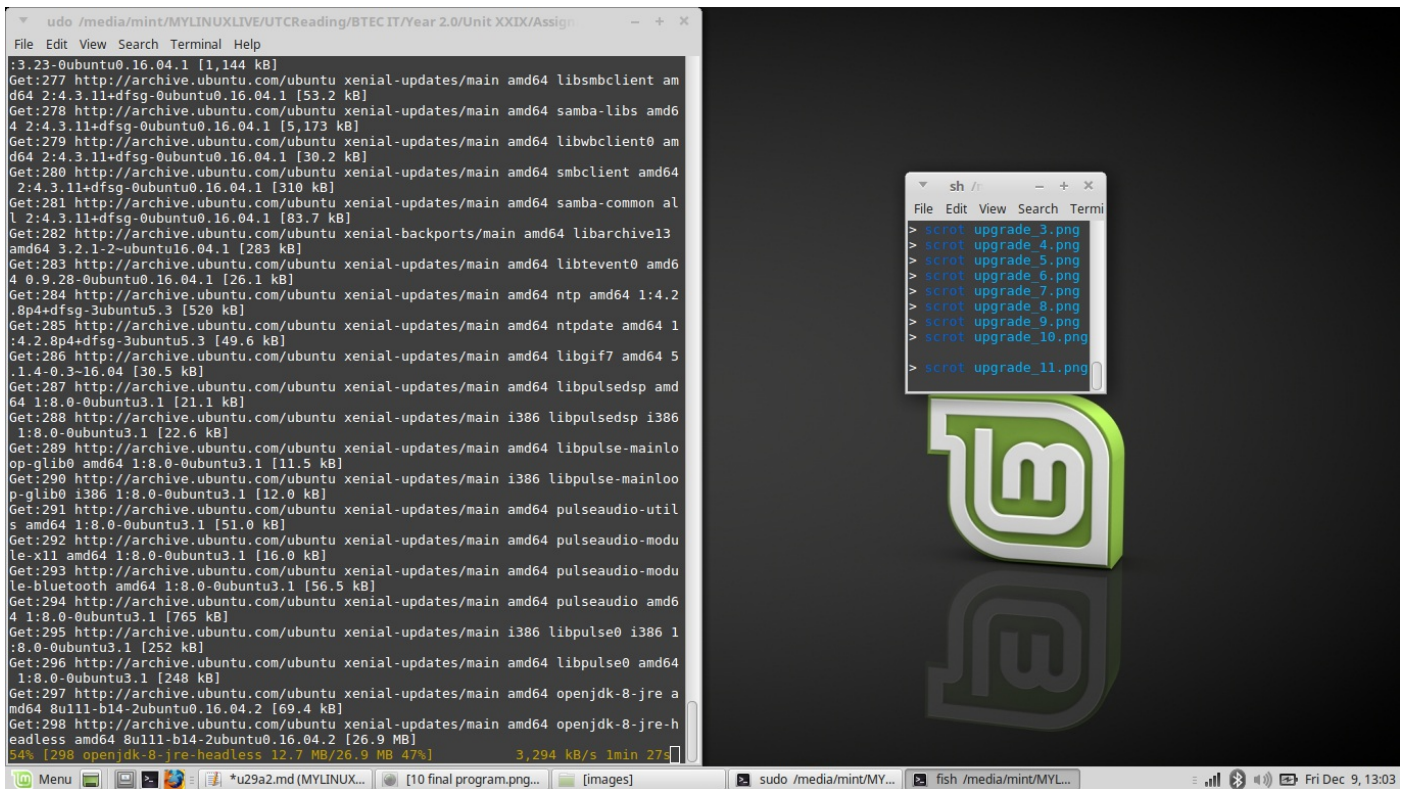 udo /media/mint/MYLINUXLIVE/UTCReading/BTEC IT/Year 2.0/Unit XXIX/Assign
File Edit View Search Terminal Help
:3.23-0ubuntu0.16.04.1 [1,144 kB]
Get:277 http://archive.ubuntu.com/ubuntu xenial-updates/main amd64 libsmbclient am
d64 2:4.3.11+dfsg-0ubuntu0.16.04.1 [53.2 kB]
Get:278 http://archive.ubuntu.com/ubuntu xenial-updates/main amd64 samba-libs amd6
4 2:4.3.11+dfsg-0ubuntu0.16.04.1 [5,173 kB]
Get:279 http://archive.ubuntu.com/ubuntu xenial-updates/main amd64 libwbclient0 am
d64 2:4.3.11+dfsg-0ubuntu0.16.04.1 [30.2 kB]
Get:280 http://archive.ubuntu.com/ubuntu xenial-updates/main amd64 smbclient amd64
 2:4.3.11+dfsg-0ubuntu0.16.04.1 [310 kB]
Get:281 http://archive.ubuntu.com/ubuntu xenial-updates/main amd64 samba-common al
l 2:4.3.11+dfsg-0ubuntu0.16.04.1 [83.7 kB]
Get:282 http://archive.ubuntu.com/ubuntu xenial-backports/main amd64 libarchive13
amd64 3.2.1-2~ubuntu16.04.1 [283 kB]
Get:283 http://archive.ubuntu.com/ubuntu xenial-updates/main amd64 libtevent0 amd6
4 0.9.28-0ubuntu0.16.04.1 [26.1 kB]
Get:284 http://archive.ubuntu.com/ubuntu xenial-updates/main amd64 ntp amd64 1:4.2
.8p4+dfsg-3ubuntu5.3 [520 kB]
Get:285 http://archive.ubuntu.com/ubuntu xenial-updates/main amd64 ntpdate amd64 1
:4.2.8p4+dfsg-3ubuntu5.3 [49.6 kB]
Get:286 http://archive.ubuntu.com/ubuntu xenial-updates/main amd64 libgif7 amd64 5
.1.4-0.3~16.04 [30.5 kB]
Get:287 http://archive.ubuntu.com/ubuntu xenial-updates/main amd64 libpulsedsp amd
64 1:8.0-0ubuntu3.1 [21.1 kB]
Get:288 http://archive.ubuntu.com/ubuntu xenial-updates/main i386 libpulsedsp i386
 1:8.0-0ubuntu3.1 [22.6 kB]
Get:289 http://archive.ubuntu.com/ubuntu xenial-updates/main amd64 libpulse-mainlo
op-glib0 amd64 1:8.0-0ubuntu3.1 [11.5 kB]
Get:290 http://archive.ubuntu.com/ubuntu xenial-updates/main i386 libpulse-mainloo
p-glib0 i386 1:8.0-0ubuntu3.1 [12.0 kB]
Get:291 http://archive.ubuntu.com/ubuntu xenial-updates/main amd64 pulseaudio-util
s amd64 1:8.0-0ubuntu3.1 [51.0 kB]
Get:292 http://archive.ubuntu.com/ubuntu xenial-updates/main amd64 pulseaudio-modu
le-x11 amd64 1:8.0-0ubuntu3.1 [16.0 kB]
Get:293 http://archive.ubuntu.com/ubuntu xenial-updates/main amd64 pulseaudio-modu
le-bluetooth amd64 1:8.0-0ubuntu3.1 [56.5 kB]
Get:294 http://archive.ubuntu.com/ubuntu xenial-updates/main amd64 pulseaudio amd6
4 1:8.0-0ubuntu3.1 [765 kB]
Get:295 http://archive.ubuntu.com/ubuntu xenial-updates/main i386 libpulse0 i386 1
:8.0-0ubuntu3.1 [252 kB]
Get:296 http://archive.ubuntu.com/ubuntu xenial-updates/main amd64 libpulse0 amd64
 1:8.0-0ubuntu3.1 [248 kB]
Get:297 http://archive.ubuntu.com/ubuntu xenial-updates/main amd64 openjdk-8-jre a
md64 8u111-b14-2ubuntu0.16.04.2 [69.4 kB]
Get:298 http://archive.ubuntu.com/ubuntu xenial-updates/main amd64 openjdk-8-jre-h
eadless amd64 8u111-b14-2ubuntu0.16.04.2 [26.9 MB]
54% [298 openjdk-8-jre-headless 12.7 MB/26.9 MB 47%] 3,294 kB/s 1min 27s
sh /
File Edit View Search Termi
> scrot upgrade_3.png
> scrot upgrade_4.png
> scrot upgrade_5.png
> scrot upgrade_6.png
> scrot upgrade_7.png
> scrot upgrade_8.png
> scrot upgrade_9.png
> scrot upgrade_10.png
> scrot upgrade_11.png
Menu *u29a2.md (MYLINUX... [10 final program.png... [images] sudo /media/mint/MY... fish /media/mint/MYL... Fri Dec 9, 13:03